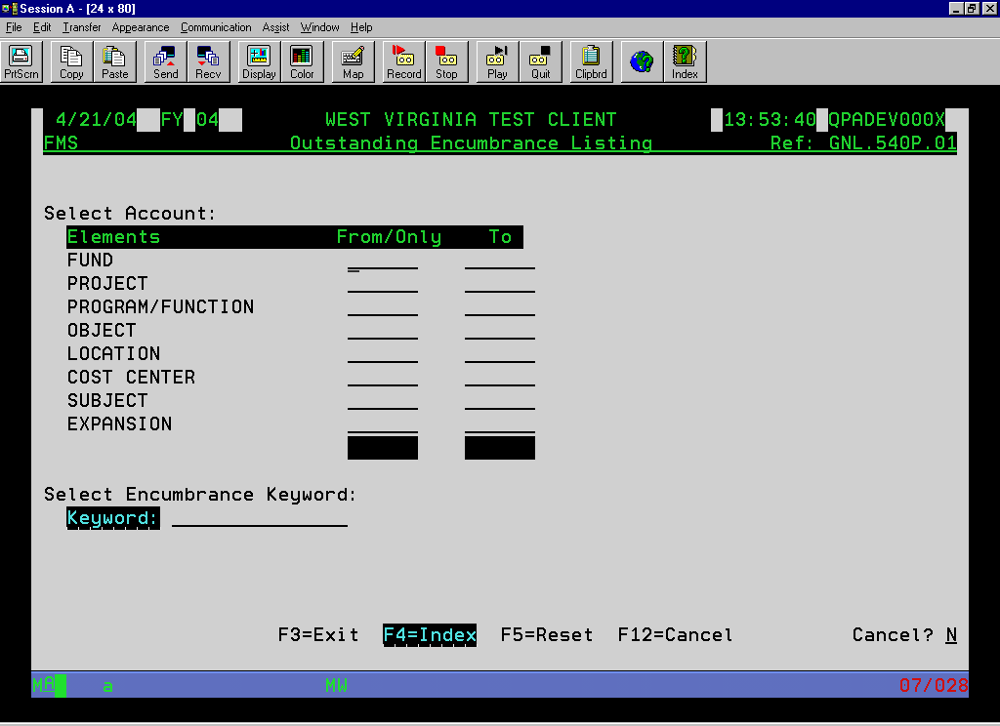 Session A - [24 x 80]
File Edit Transfer Appearance Communication Assist Window Help
PrtScrn Copy Paste Send Recv Display Color Map Record Stop Play Quit Clipbrd Index
4/21/04 FY 04 WEST VIRGINIA TEST CLIENT 13:53:40 QPADEV000X
FMS Outstanding Encumbrance Listing Ref: GNL.540P.01
Select Account:
Elements From/Only To
FUND
PROJECT
PROGRAM/FUNCTION
OBJECT
LOCATION
COST CENTER
SUBJECT
EXPANSION
Select Encumbrance Keyword:
Keyword:
F3=Exit F4=Index F5=Reset F12=Cancel Cancel? N
MA a MW 07/028